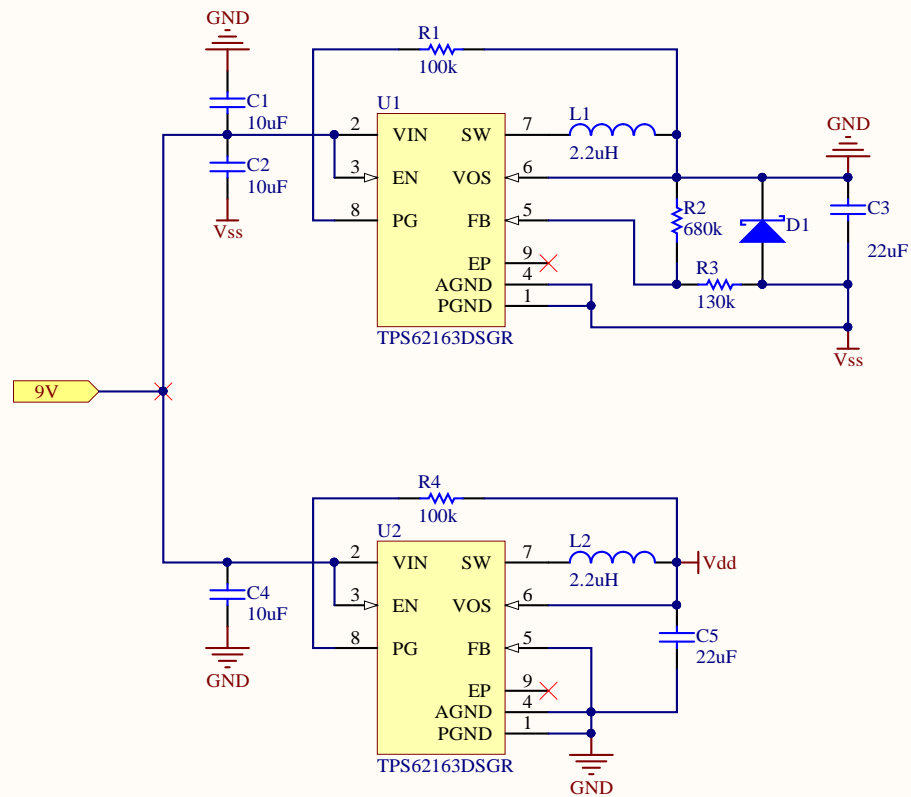 GND
C1
10uF
C2
10uF
Vss
R1
100k
U1
2 VIN SW 7
3 EN VOS 6
8 PG FB 5
EP 9
AGND 4
PGND 1
TPS62163DSGR
L1
2.2uH
GND
R2
680k
D1
C3
22uF
R3
130k
Vss
9V
R4
100k
U2
2 VIN SW 7
3 EN VOS 6
8 PG FB 5
EP 9
AGND 4
PGND 1
TPS62163DSGR
L2
2.2uH
Vdd
C4
10uF
GND
C5
22uF
GND